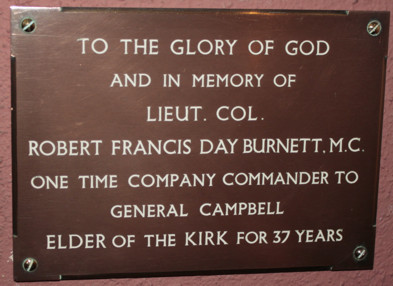 TO THE GLORY OF GOD
AND IN MEMORY OF
LIEUT. COL.
ROBERT FRANCIS DAY BURNETT, M.C.
ONE TIME COMPANY COMMANDER TO
GENERAL CAMPBELL
ELDER OF THE KIRK FOR 37 YEARS